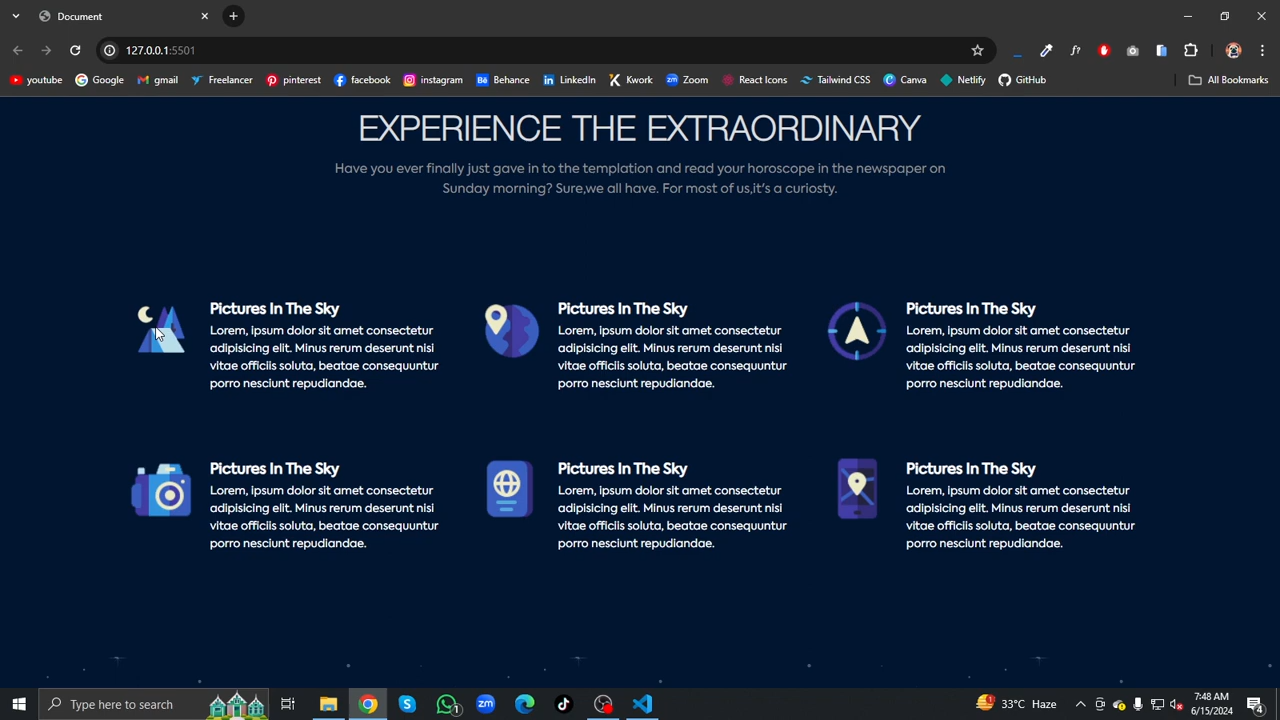 Document
127.0.0.1:5501
youtube
Google
gmail
Freelancer
pinterest
facebook
instagram
Behance
LinkedIn
Kwork
Zoom
React Icons
Tailwind CSS
Canva
Netlify
GitHub
All Bookmarks
EXPERIENCE THE EXTRAORDINARY
Have you ever finally just gave in to the templation and read your horoscope in the newspaper on
Sunday morning? Sure,we all have. For most of us,it's a curiosty.
Pictures In The Sky
Lorem, ipsum dolor sit amet consectetur
adipisicing elit. Minus rerum deserunt nisi
vitae officiis soluta, beatae consequuntur
porro nesciunt repudiandae.
Pictures In The Sky
Lorem, ipsum dolor sit amet consectetur
adipisicing elit. Minus rerum deserunt nisi
vitae officiis soluta, beatae consequuntur
porro nesciunt repudiandae.
Pictures In The Sky
Lorem, ipsum dolor sit amet consectetur
adipisicing elit. Minus rerum deserunt nisi
vitae officiis soluta, beatae consequuntur
porro nesciunt repudiandae.
Pictures In The Sky
Lorem, ipsum dolor sit amet consectetur
adipisicing elit. Minus rerum deserunt nisi
vitae officiis soluta, beatae consequuntur
porro nesciunt repudiandae.
Pictures In The Sky
Lorem, ipsum dolor sit amet consectetur
adipisicing elit. Minus rerum deserunt nisi
vitae officiis soluta, beatae consequuntur
porro nesciunt repudiandae.
Pictures In The Sky
Lorem, ipsum dolor sit amet consectetur
adipisicing elit. Minus rerum deserunt nisi
vitae officiis soluta, beatae consequuntur
porro nesciunt repudiandae.
Type here to search
33°C Haze
7:48 AM
6/15/2024